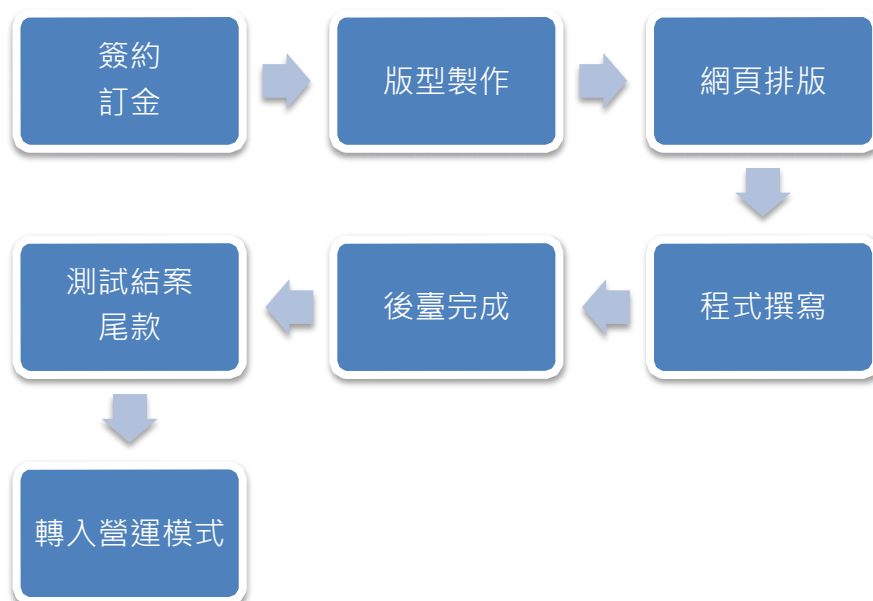 簽約
訂金
版型製作
網頁排版
程式撰寫
後臺完成
測試結案
尾款
轉入營運模式